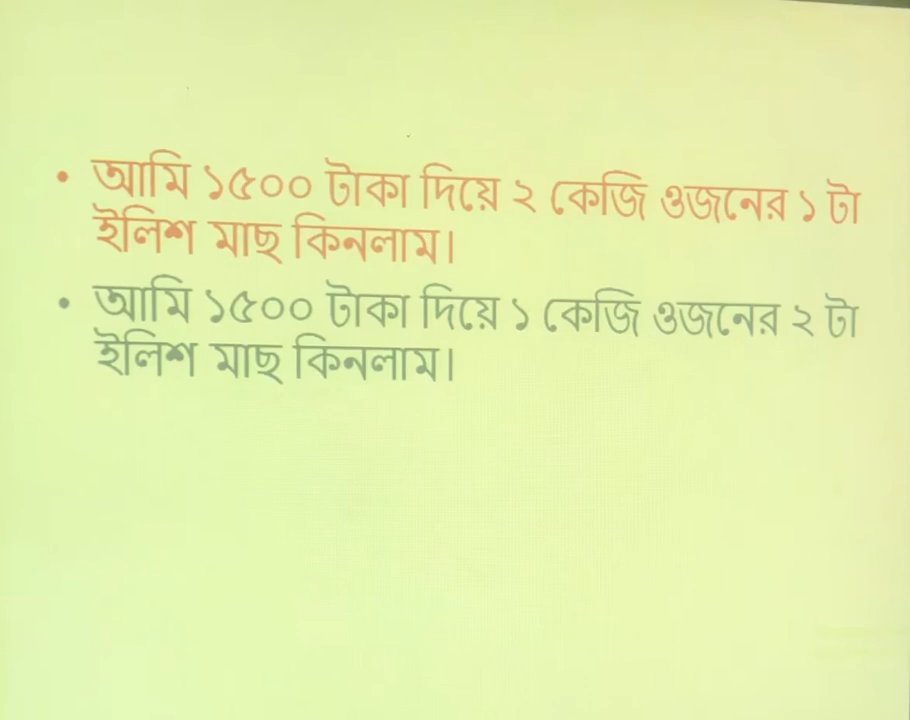 • আমি ১৫০০ টাকা দিয়ে ২ কেজি ওজনের ১ টা
ইলিশ মাছ কিনলাম।
• আমি ১৫০০ টাকা দিয়ে ১ কেজি ওজনের ২ টা
ইলিশ মাছ কিনলাম।